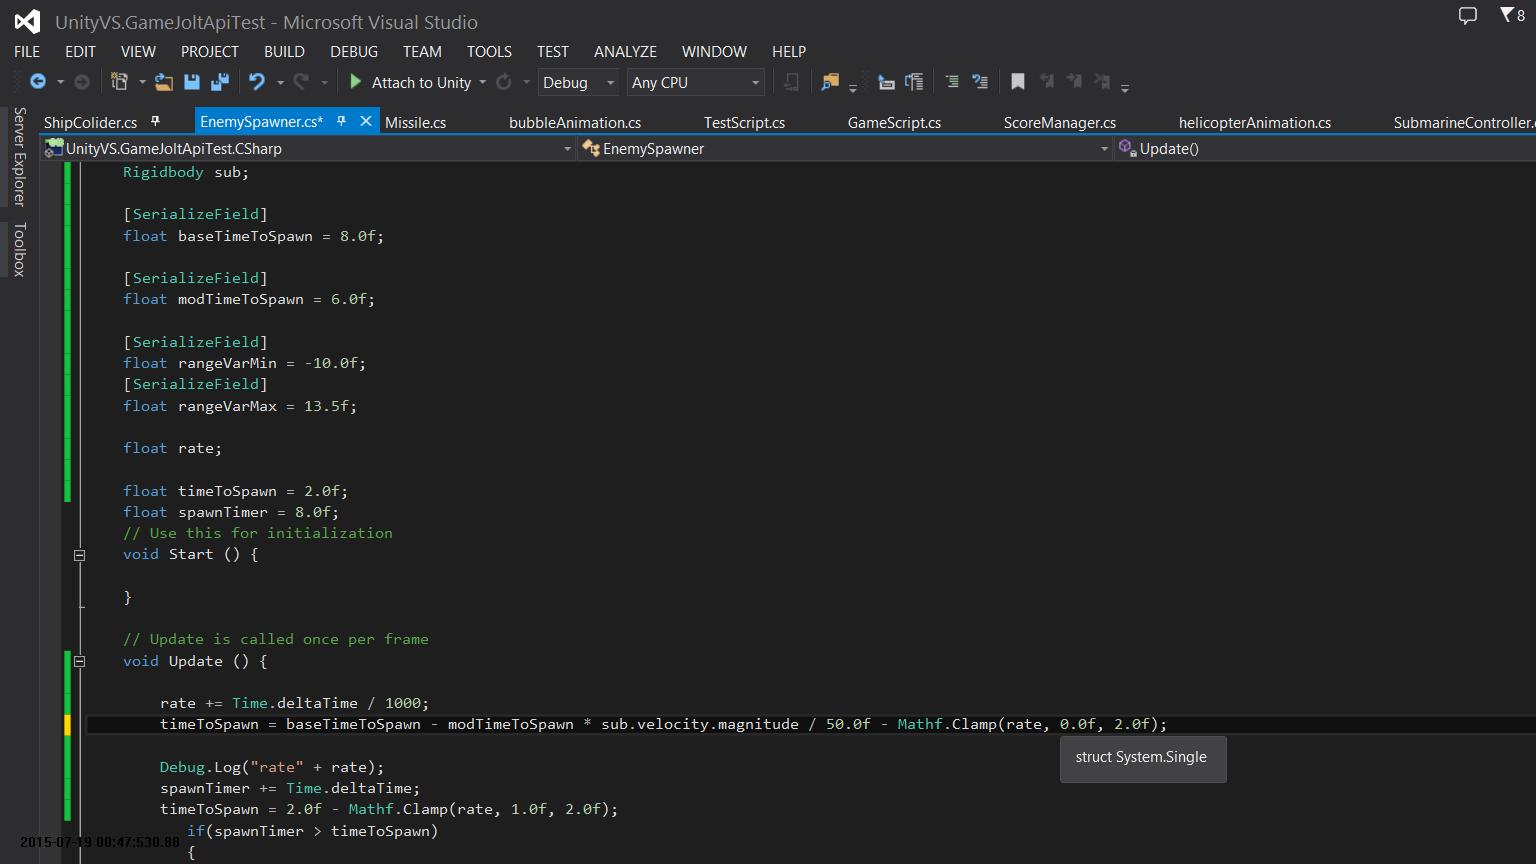 UnityVS.GameJoltApiTest - Microsoft Visual Studio
8
FILE EDIT VIEW PROJECT BUILD DEBUG TEAM TOOLS TEST ANALYZE WINDOW HELP
Attach to Unity Debug Any CPU
Server Explorer
Toolbox
ShipColider.cs EnemySpawner.cs* Missile.cs bubbleAnimation.cs TestScript.cs GameScript.cs ScoreManager.cs helicopterAnimation.cs SubmarineController.c
UnityVS.GameJoltApiTest.CSharp EnemySpawner Update()
Rigidbody sub;
[SerializeField]
float baseTimeToSpawn = 8.0f;
[SerializeField]
float modTimeToSpawn = 6.0f;
[SerializeField]
float rangeVarMin = -10.0f;
[SerializeField]
float rangeVarMax = 13.5f;
float rate;
float timeToSpawn = 2.0f;
float spawnTimer = 8.0f;
// Use this for initialization
void Start () {
}
// Update is called once per frame
void Update () {
rate += Time.deltaTime / 1000;
timeToSpawn = baseTimeToSpawn - modTimeToSpawn * sub.velocity.magnitude / 50.0f - Mathf.Clamp(rate, 0.0f, 2.0f);
struct System.Single
Debug.Log("rate" + rate);
spawnTimer += Time.deltaTime;
timeToSpawn = 2.0f - Mathf.Clamp(rate, 1.0f, 2.0f);
if(spawnTimer > timeToSpawn)
{
2015-07-19 00:47:530.88